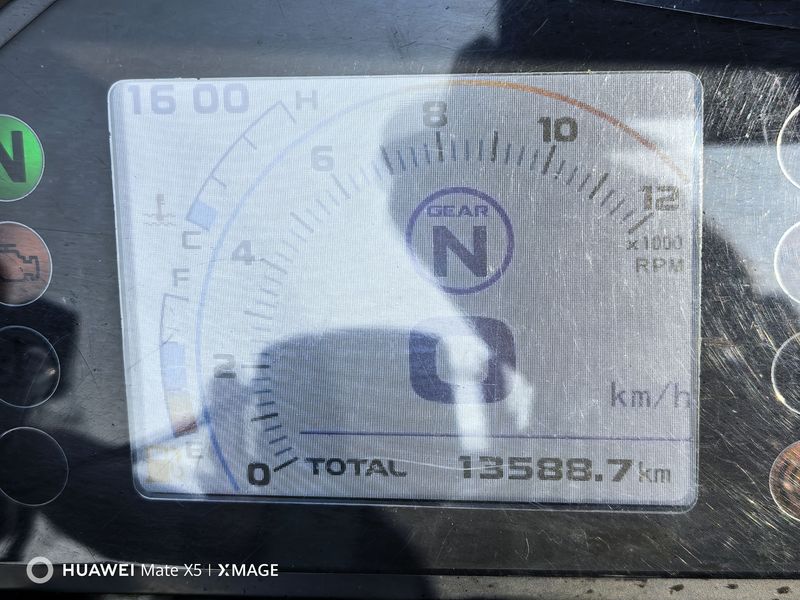 16 00
H
8
10
6
12
N
GEAR
N
x1000
RPM
C
4
F
2
0
km/h
E
0
TOTAL 13588.7 km
HUAWEI Mate X5 | XMAGE